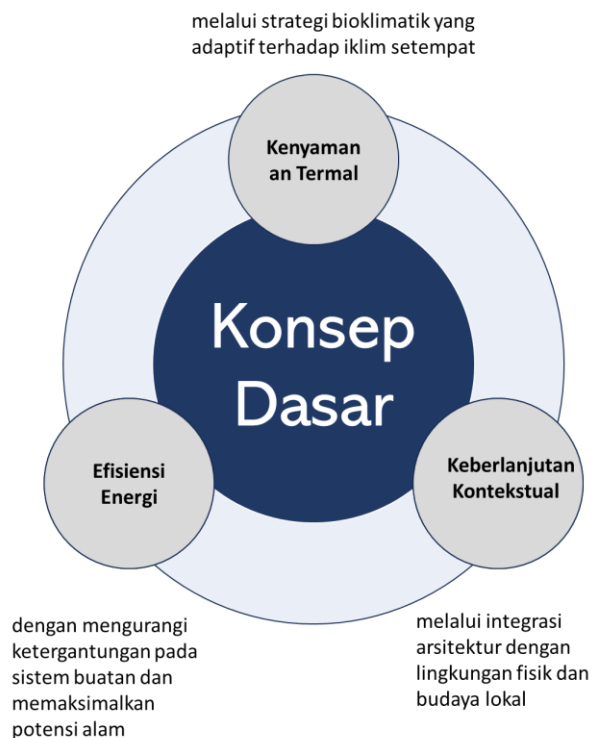 melalui strategi bioklimatik yang
adaptif terhadap iklim setempat
Kenyaman
an Termal
Konsep
Dasar
Efisiensi
Energi
Keberlanjutan
Kontekstual
dengan mengurangi
ketergantungan pada
sistem buatan dan
memaksimalkan
potensi alam
melalui integrasi
arsitektur dengan
lingkungan fisik dan
budaya lokal